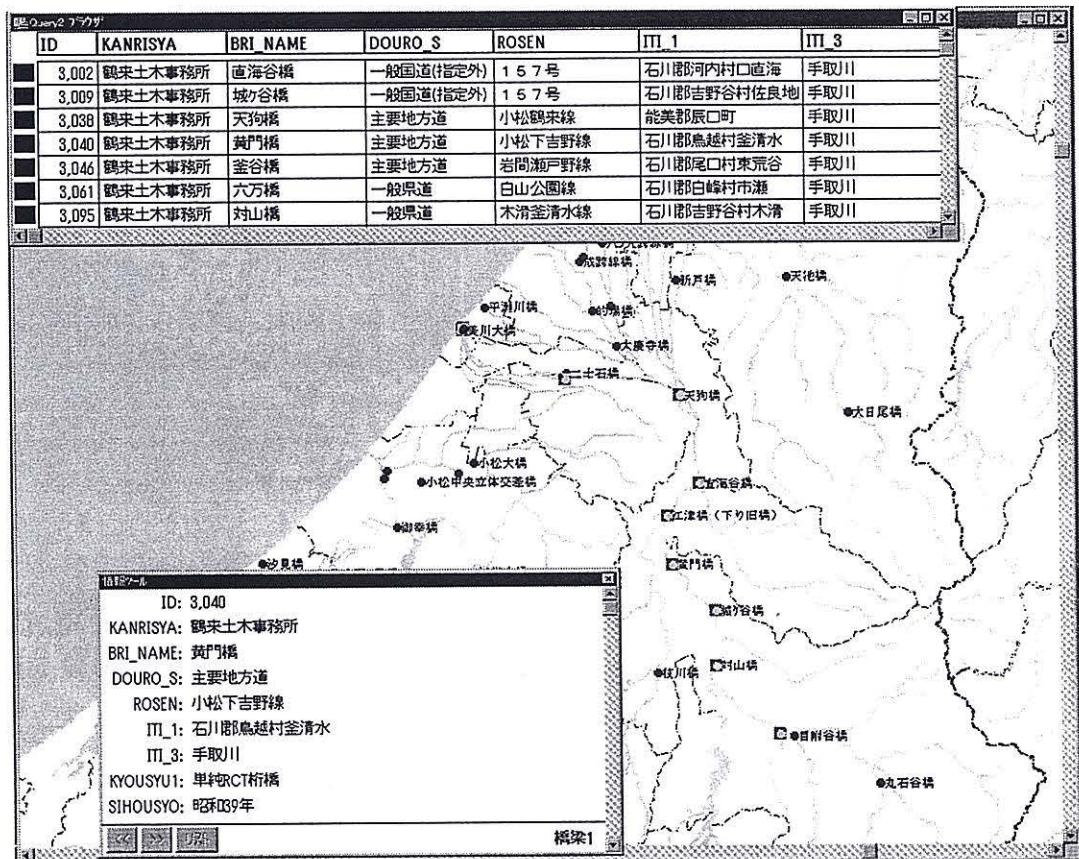 Query2 ブラウザ
ID KANRISYA BRI_NAME DOURO_S ROSEN ITI_1 ITI_3
3,002 鶴来土木事務所 直海谷橋 一般国道(指定外) 157号 石川郡河内村口直海 手取川
3,009 鶴来土木事務所 城ヶ谷橋 一般国道(指定外) 157号 石川郡吉野谷村佐良地 手取川
3,038 鶴来土木事務所 天狗橋 主要地方道 小松鶴来線 能美郡辰口町 手取川
3,040 鶴来土木事務所 黄門橋 主要地方道 小松下吉野線 石川郡鳥越村釜清水 手取川
3,046 鶴来土木事務所 釜谷橋 主要地方道 岩間瀬戸野線 石川郡尾口村東荒谷 手取川
3,061 鶴来土木事務所 六万橋 一般県道 白山公園線 石川郡白峰村市瀬 手取川
3,095 鶴来土木事務所 対山橋 一般県道 木滑釜清水線 石川郡吉野谷村木滑 手取川
折戸橋
天池橋
平洲川橋
美川大橋
大慶寺橋
二十石橋
天狗橋
大日尾橋
小松大橋
小松中央立体交差橋
直海谷橋
江津橋(下り旧橋)
御幸橋
汐見橋
黄門橋
城ヶ谷橋
対山橋
目附谷橋
丸石谷橋
情報ツール
ID: 3,040
KANRISYA: 鶴来土木事務所
BRI_NAME: 黄門橋
DOURO_S: 主要地方道
ROSEN: 小松下吉野線
ITI_1: 石川郡鳥越村釜清水
ITI_3: 手取川
KYOUSYU1: 単純RCT桁橋
SIHOUSYO: 昭和39年
<< >> リスト 橋梁1